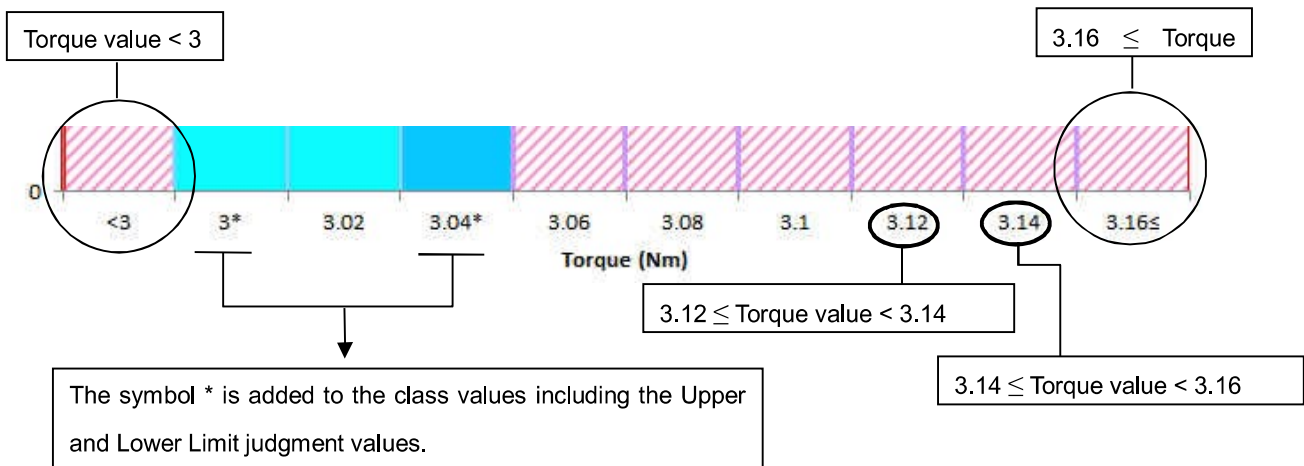 Torque value < 3
3.16 ≤ Torque
0
<3 3* 3.02 3.04* 3.06 3.08 3.1 3.12 3.14 3.16≤
Torque (Nm)
3.12 ≤ Torque value < 3.14
3.14 ≤ Torque value < 3.16
The symbol * is added to the class values including the Upper
and Lower Limit judgment values.